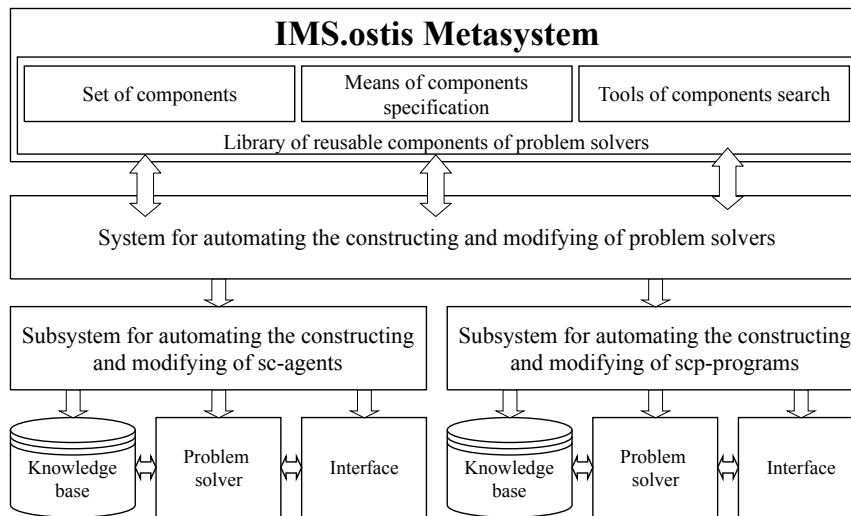 IMS.ostis Metasystem
Set of components
Means of components
specification
Tools of components search
Library of reusable components of problem solvers
System for automating the constructing and modifying of problem solvers
Subsystem for automating the constructing
and modifying of sc-agents
Subsystem for automating the constructing
and modifying of scp-programs
Knowledge
base
Problem
solver
Interface
Knowledge
base
Problem
solver
Interface